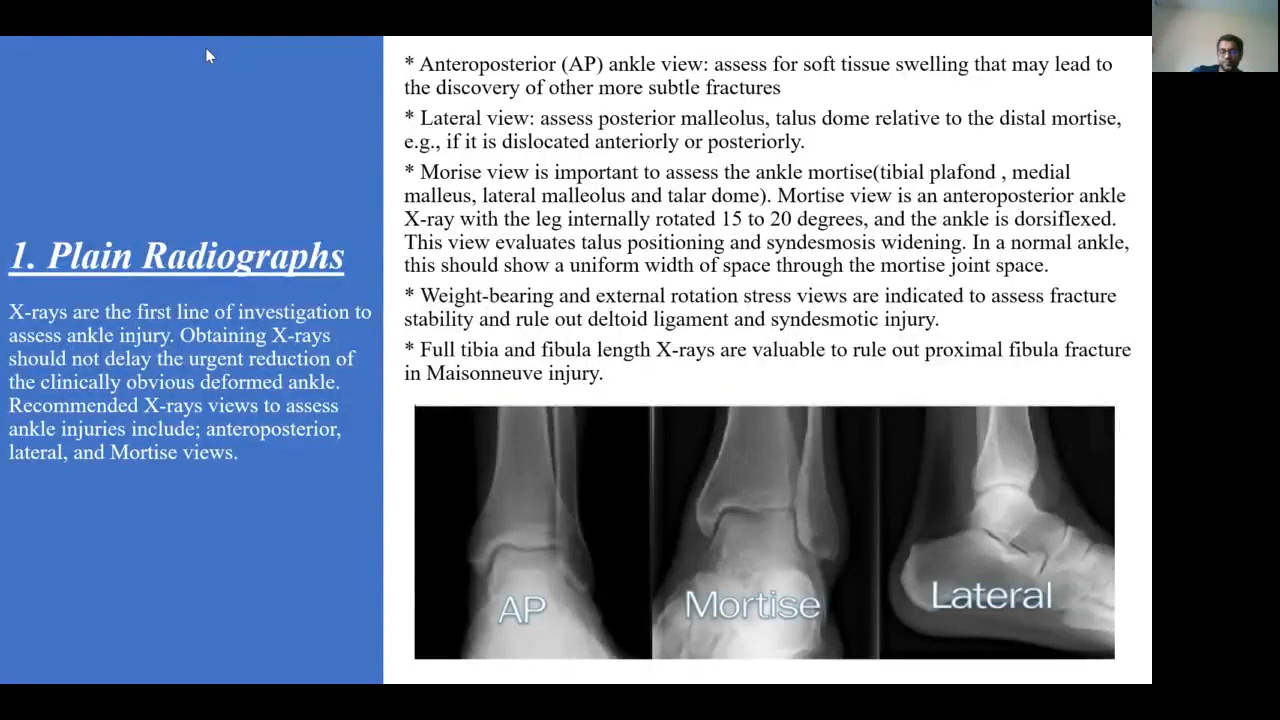 1. Plain Radiographs
X-rays are the first line of investigation to
assess ankle injury. Obtaining X-rays
should not delay the urgent reduction of
the clinically obvious deformed ankle.
Recommended X-rays views to assess
ankle injuries include; anteroposterior,
lateral, and Mortise views.
* Anteroposterior (AP) ankle view: assess for soft tissue swelling that may lead to
the discovery of other more subtle fractures
* Lateral view: assess posterior malleolus, talus dome relative to the distal mortise,
e.g., if it is dislocated anteriorly or posteriorly.
* Morise view is important to assess the ankle mortise(tibial plafond , medial
malleus, lateral malleolus and talar dome). Mortise view is an anteroposterior ankle
X-ray with the leg internally rotated 15 to 20 degrees, and the ankle is dorsiflexed.
This view evaluates talus positioning and syndesmosis widening. In a normal ankle,
this should show a uniform width of space through the mortise joint space.
* Weight-bearing and external rotation stress views are indicated to assess fracture
stability and rule out deltoid ligament and syndesmotic injury.
* Full tibia and fibula length X-rays are valuable to rule out proximal fibula fracture
in Maisonneuve injury.
AP
Mortise
Lateral